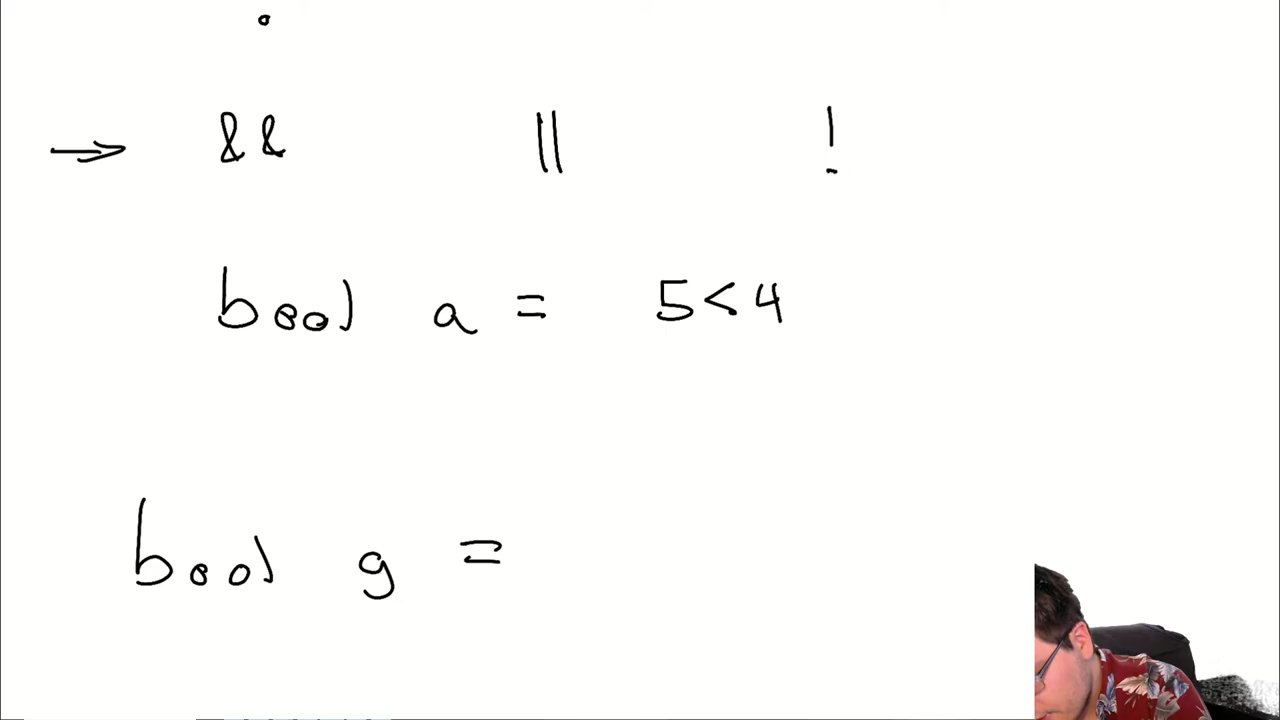 && || !
bool a = 5<4
bool g =